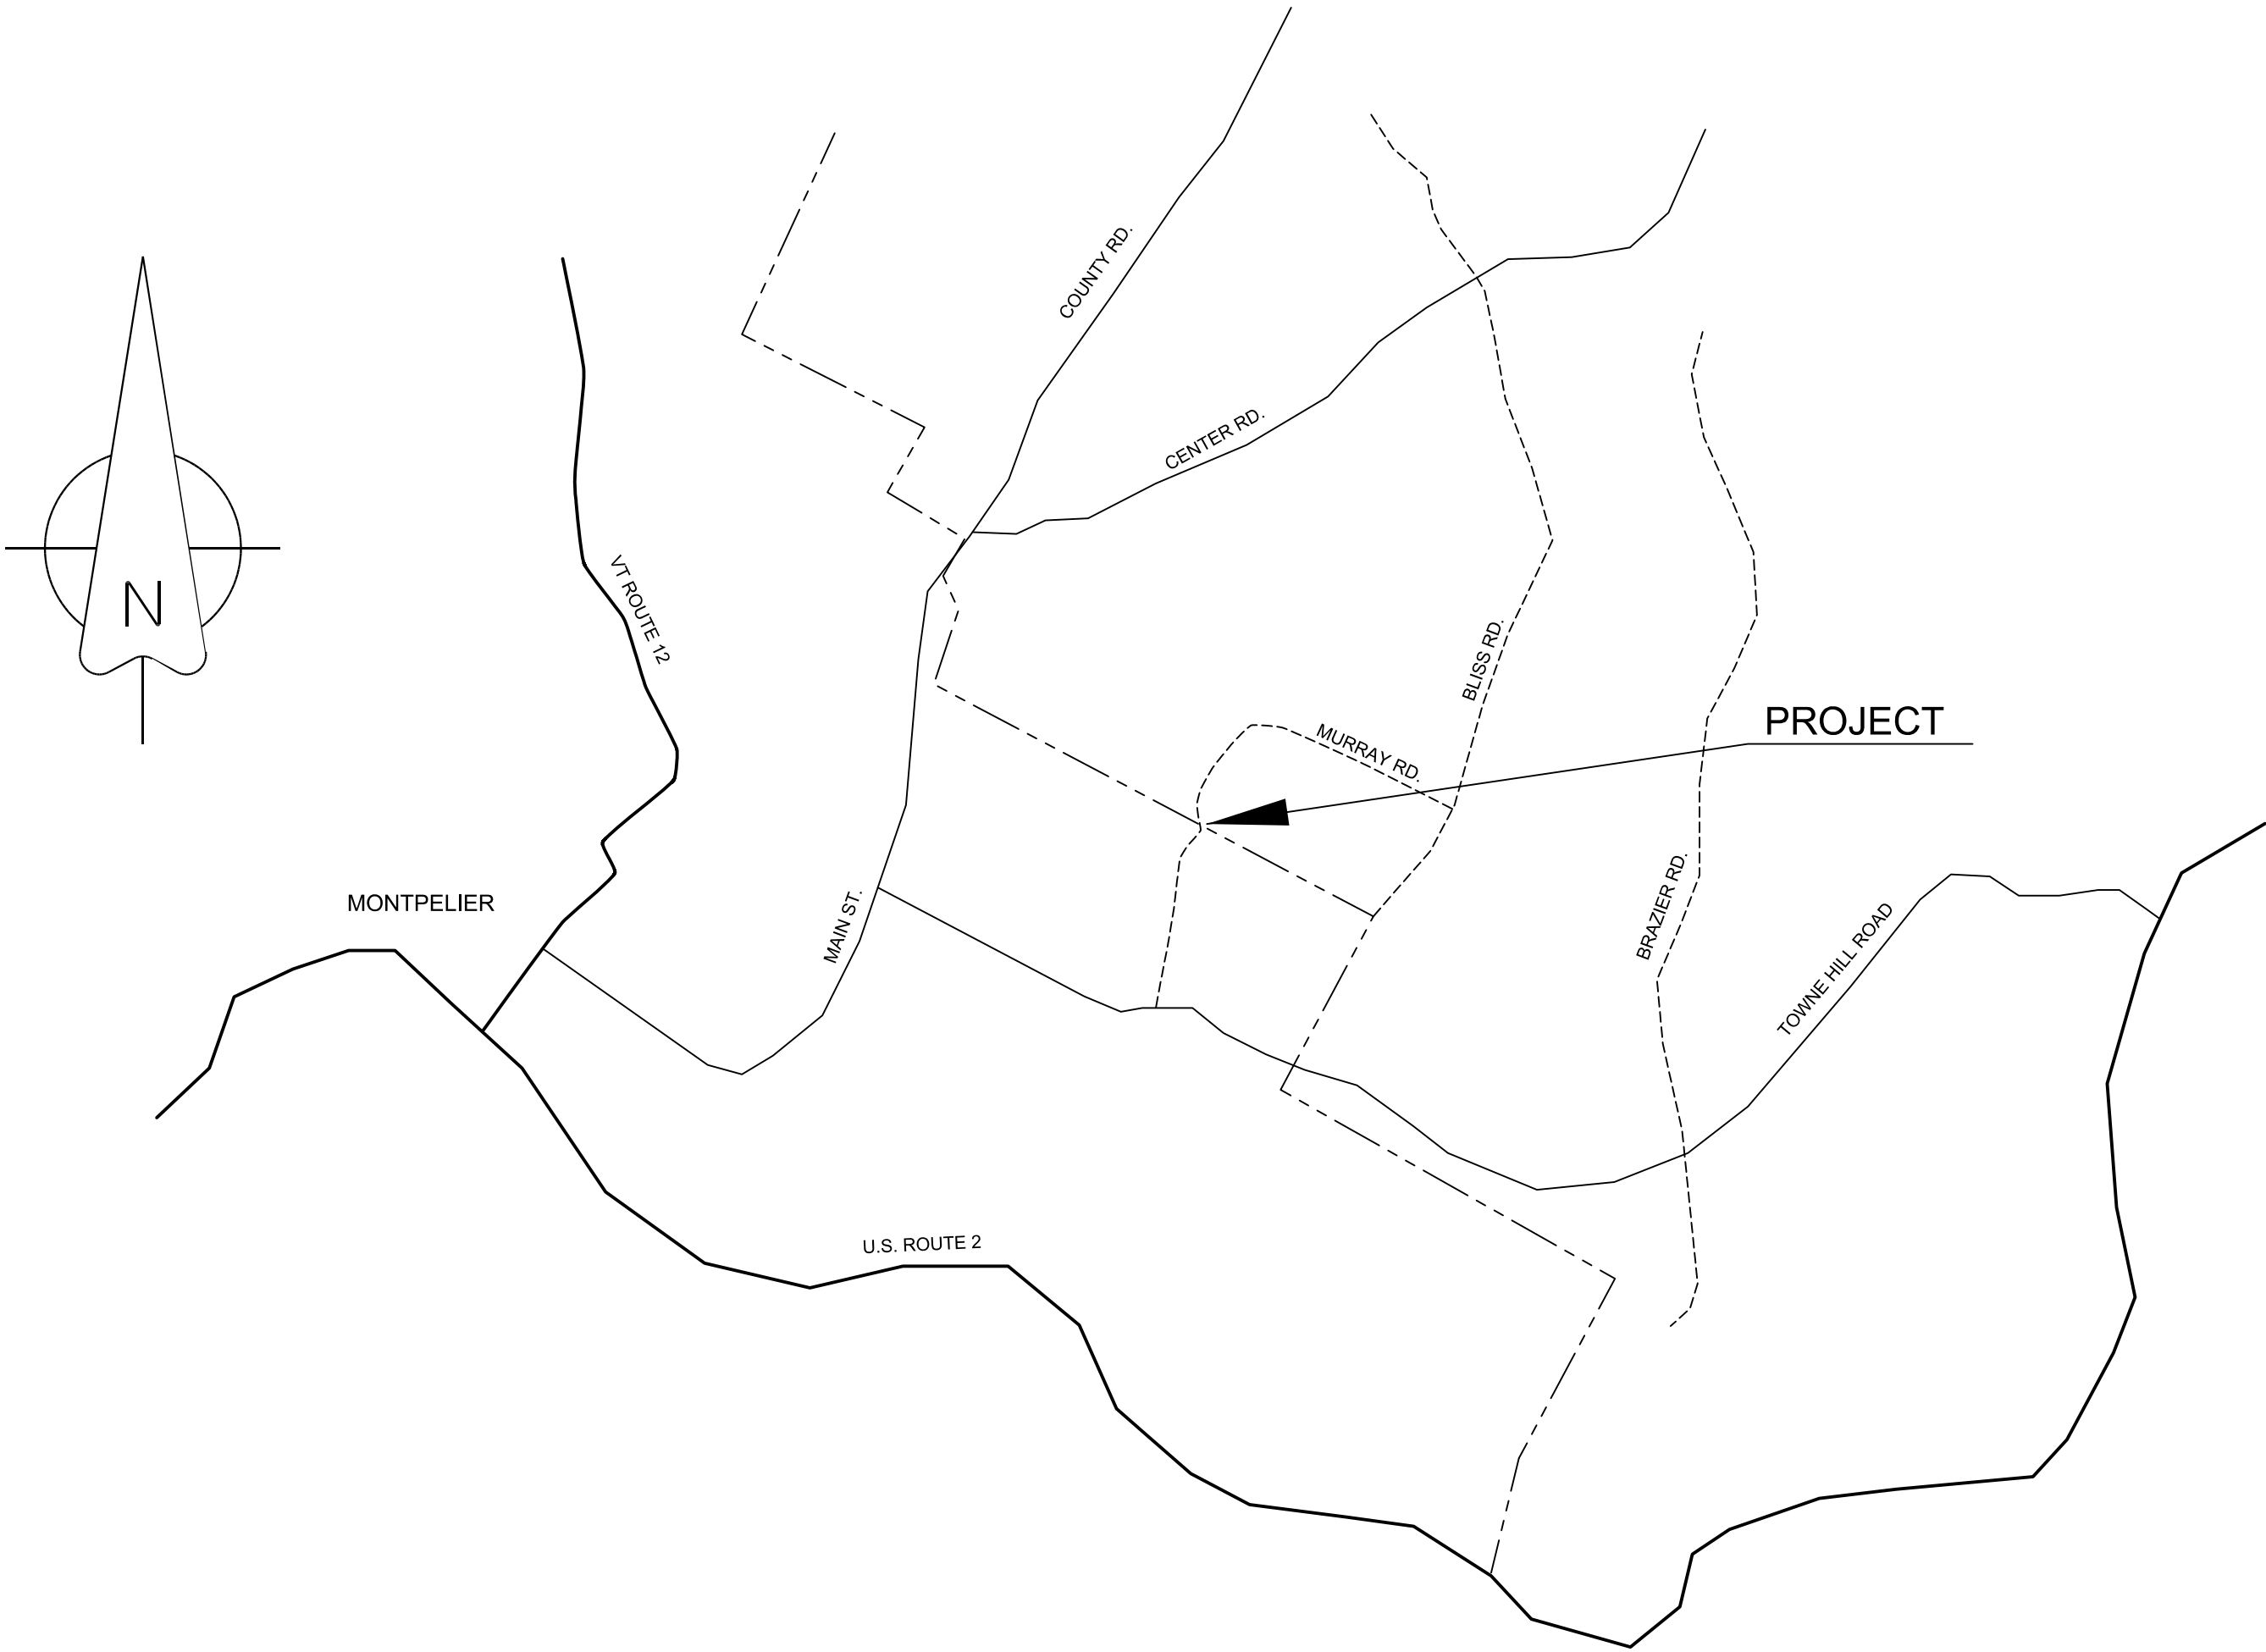 COUNTY RD.
CENTER RD.
N
VT ROUTE 12
BLISS RD.
PROJECT
MURRAY RD.
MONTPELIER
MAIN ST.
BRAZIER RD.
TOWNE HILL ROAD
U.S. ROUTE 2